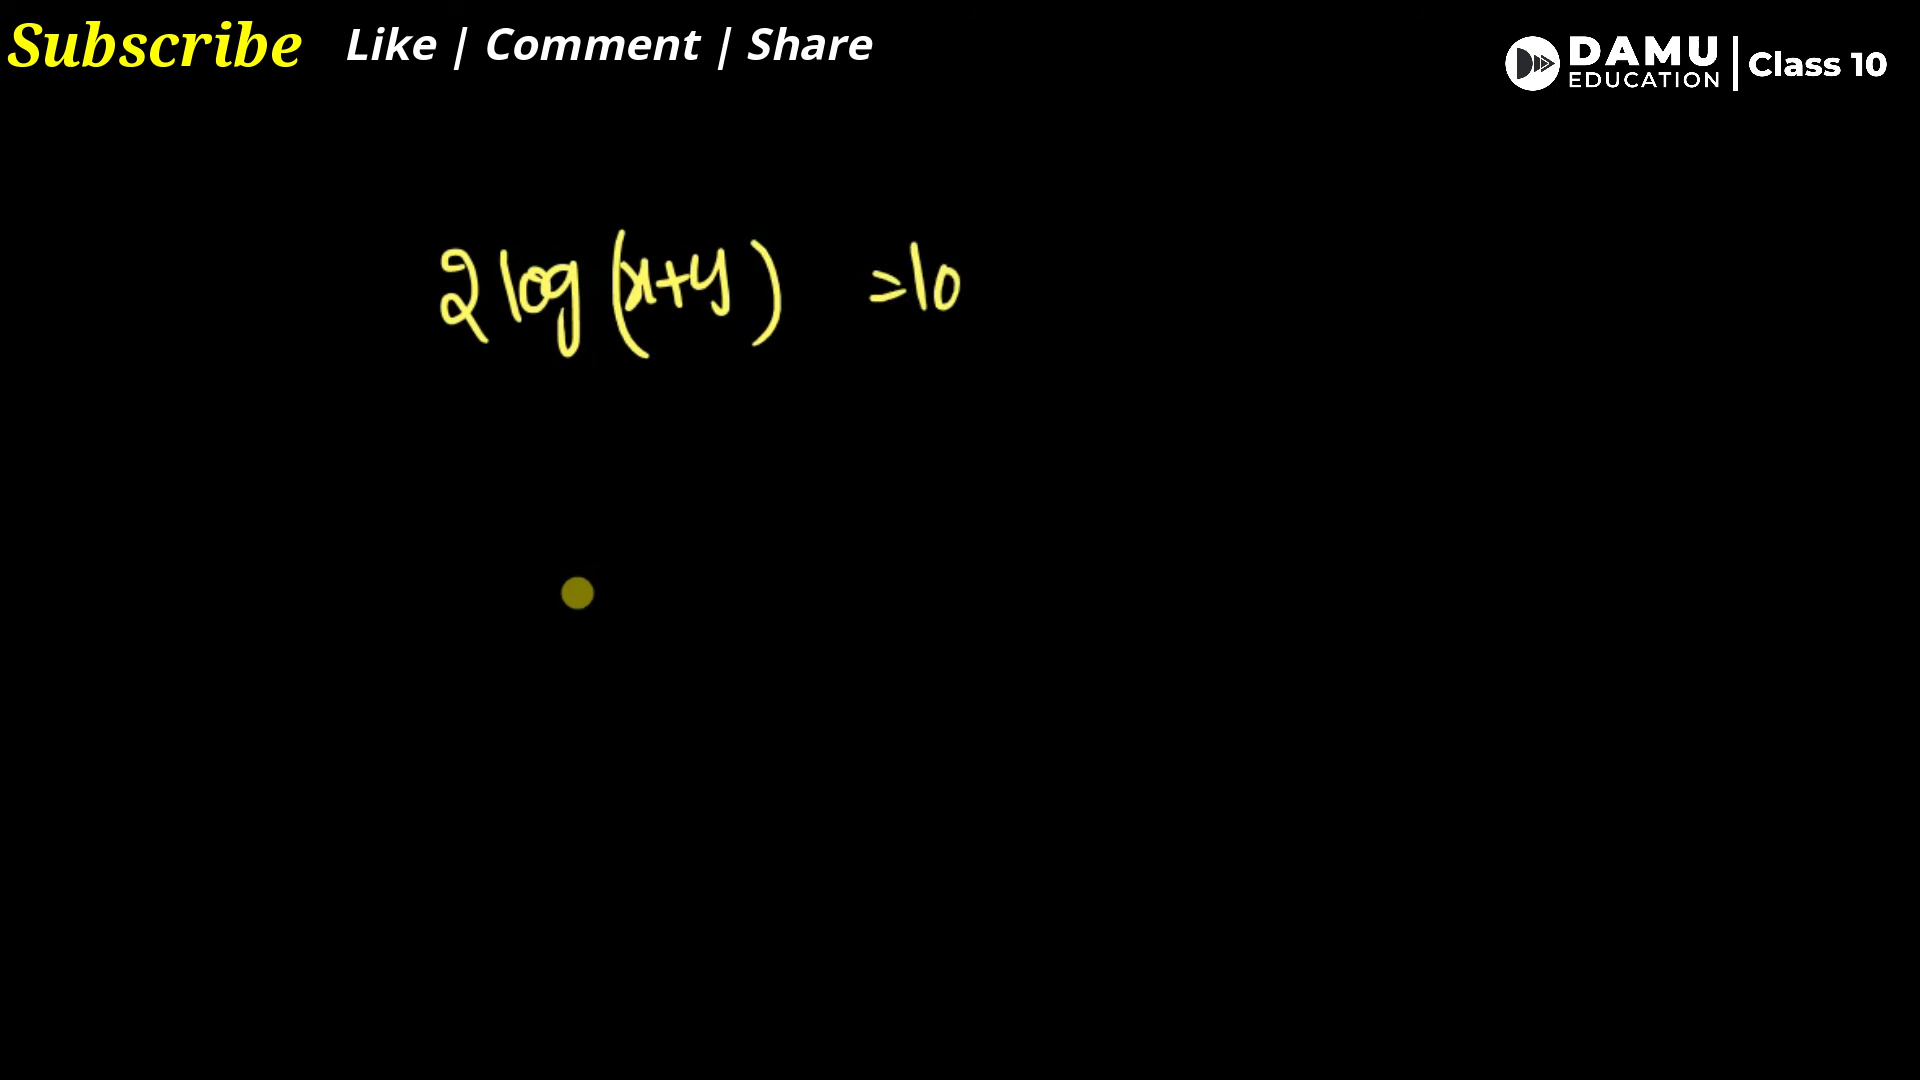 Subscribe Like | Comment | Share
DAMU EDUCATION | Class 10
2 log (x+y) =10